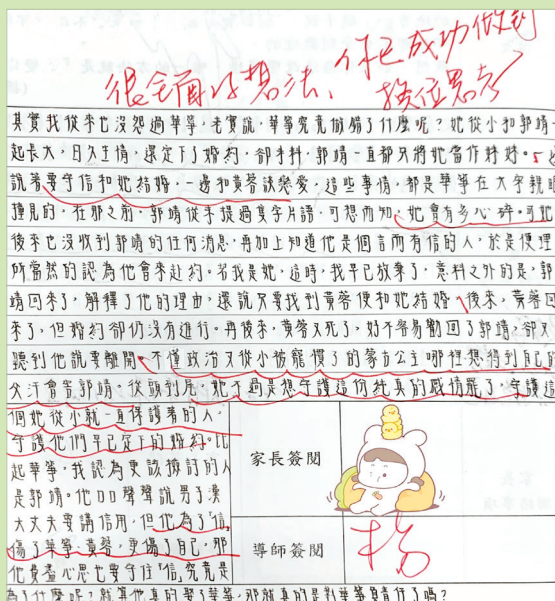 很全面的想法、你已成功做到
換位思考
其實我從來也沒怨過華箏，老實說，華箏究竟做錯了什麼呢？她從小和郭靖一
起長大，日久生情，還定下了婚約，卻未料，郭靖一直都只將她當作妹妹。一邊
說著要守信和她結婚，一邊和黃蓉談戀愛，這些事情，都是華箏在大字親眼
撞見的，在那之前，郭靖從未提過隻字片語，可想而知，她會有多心碎。可她
後來也沒收到郭靖的任何消息，再加上知道他是個言而有信的人，於是便理
所當然的認為他會來赴約。若我是她，這時，我早已放棄了，意料之外的是，郭
靖回來了，解釋了他的理由，還說只要找到黃蓉便和她結婚，後來，黃蓉回
來了，但婚約卻仍沒有進行。再後來，黃蓉又死了，好不容易勸回了郭靖，卻又
聽到他說要離開。不懂政治又從小被寵慣了的蒙古公主哪裡想得到自己的
父汗會害郭靖。從頭到尾，她不過是想守護這份純真的感情罷了，守護這
個她從小就一直保護著的人，
守護他們早已定下的婚約。比
起華箏，我認為更該檢討的人
是郭靖。他口口聲聲說男子漢
大丈夫要講信用，但他為了「信」
傷了華箏、黃蓉，更傷了自己，那
他費盡心思也要守住「信」究竟是
為了什麼呢？就算他真的娶了華箏，那就真的是對華箏負責任了嗎？
家長簽閱
導師簽閱
楊